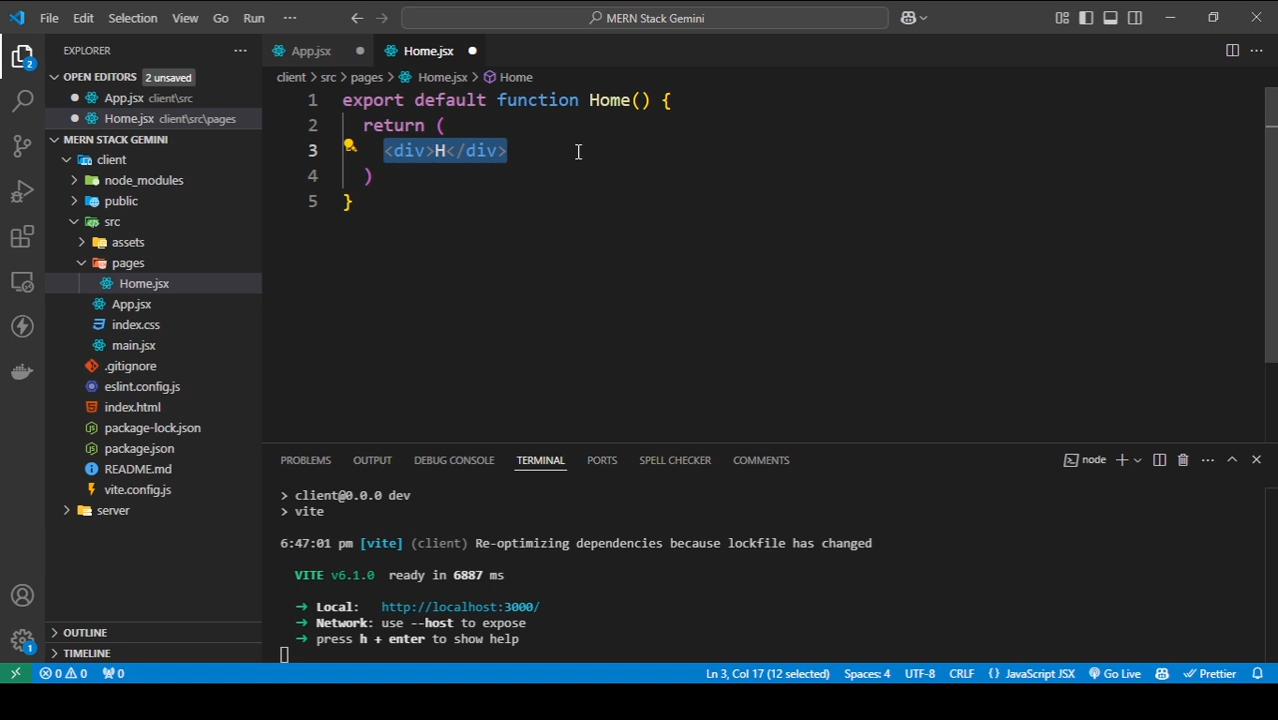 File Edit Selection View Go Run ··· MERN Stack Gemini
EXPLORER ···
OPEN EDITORS 2 unsaved
App.jsx client\src
Home.jsx client\src\pages
MERN STACK GEMINI
client
node_modules
public
src
assets
pages
Home.jsx
App.jsx
index.css
main.jsx
.gitignore
eslint.config.js
index.html
package-lock.json
package.json
README.md
vite.config.js
server
OUTLINE
TIMELINE
2
1
App.jsx Home.jsx
client > src > pages > Home.jsx > Home
1 export default function Home() {
2 return (
3 <div>H</div>
4 )
5 }
PROBLEMS OUTPUT DEBUG CONSOLE TERMINAL PORTS SPELL CHECKER COMMENTS node
> client@0.0.0 dev
> vite
6:47:01 pm [vite] (client) Re-optimizing dependencies because lockfile has changed
VITE v6.1.0 ready in 6887 ms
➜ Local: http://localhost:3000/
➜ Network: use --host to expose
➜ press h + enter to show help
0 0 0 Ln 3, Col 17 (12 selected) Spaces: 4 UTF-8 CRLF {} JavaScript JSX Go Live Prettier